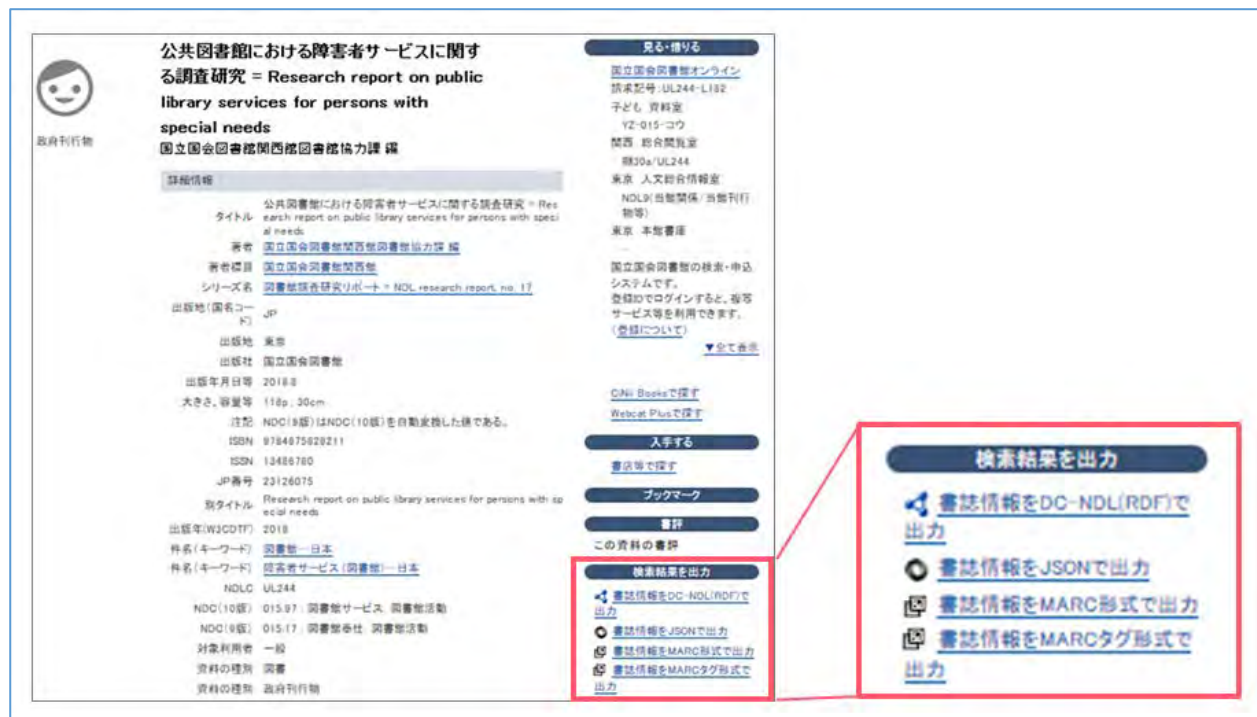 公共図書館における障害者サービスに関す
る調査研究 = Research report on public
library services for persons with
special needs
国立国会図書館関西館図書館協力課 編
政府刊行物
詳細情報
タイトル
公共図書館における障害者サービスに関する調査研究 = Res
earch report on public library services for persons with speci
al needs
著者 国立国会図書館関西館図書館協力課 編
著者標目 国立国会図書館関西館
シリーズ名 図書館調査研究リポート = NDL research report, no. 17
出版地(国名コー
ド) JP
出版地 東京
出版社 国立国会図書館
出版年月日等 2018.8
大きさ、容量等 118p ; 30cm
注記 NDC(9版)はNDC(10版)を自動変換した値である。
ISBN 9784875828211
ISSN 13486780
JP番号 23126075
別タイトル
Research report on public library services for persons with sp
ecial needs
出版年(W3CDTF) 2018
件名(キーワード) 図書館--日本
件名(キーワード) 障害者サービス(図書館)--日本
NDLC UL244
NDC(10版) 015.97 : 図書館サービス. 図書館活動
NDC(9版) 015.17 : 図書館奉仕. 図書館活動
対象利用者 一般
資料の種別 図書
資料の種別 政府刊行物
見る・借りる
国立国会図書館オンライン
請求記号:UL244-L182
子ども 資料室
YZ-015-コウ
関西 総合閲覧室
30a/UL244
東京 人文総合情報室
NDL9(当館関係/当館刊行
物等)
東京 本館書庫
国立国会図書館の検索・申込
システムです。
登録IDでログインすると、複写
サービス等を利用できます。
(登録について)
▼全て表示
CiNii Booksで探す
Webcat Plusで探す
入手する
書店等で探す
ブックマーク
書評
この資料の書評
検索結果を出力
書誌情報をDC-NDL(RDF)で
出力
書誌情報をJSONで出力
書誌情報をMARC形式で出力
書誌情報をMARCタグ形式で
出力
検索結果を出力
書誌情報をDC-NDL(RDF)で
出力
書誌情報をJSONで出力
書誌情報をMARC形式で出力
書誌情報をMARCタグ形式で
出力